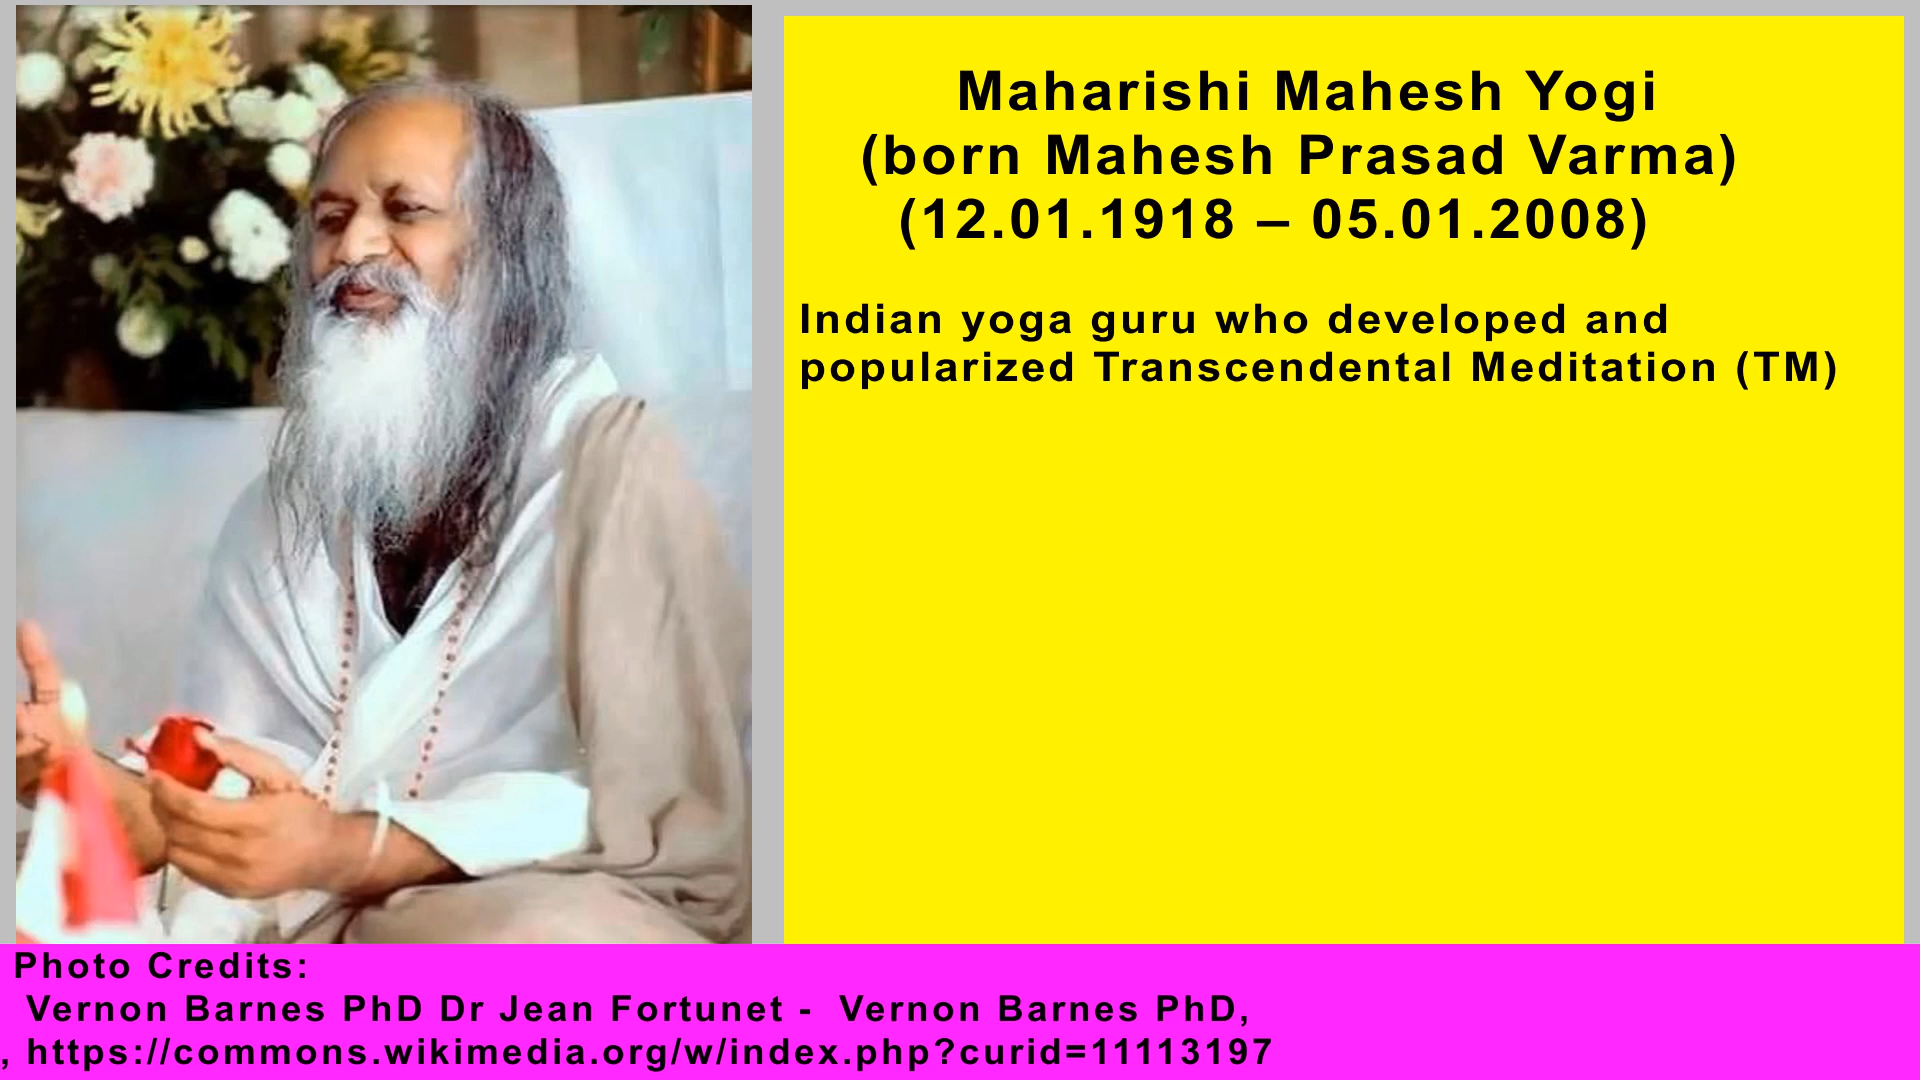 Maharishi Mahesh Yogi
(born Mahesh Prasad Varma)
(12.01.1918 – 05.01.2008)
Indian yoga guru who developed and
popularized Transcendental Meditation (TM)
Photo Credits:
Vernon Barnes PhD Dr Jean Fortunet - Vernon Barnes PhD,
, https://commons.wikimedia.org/w/index.php?curid=11113197